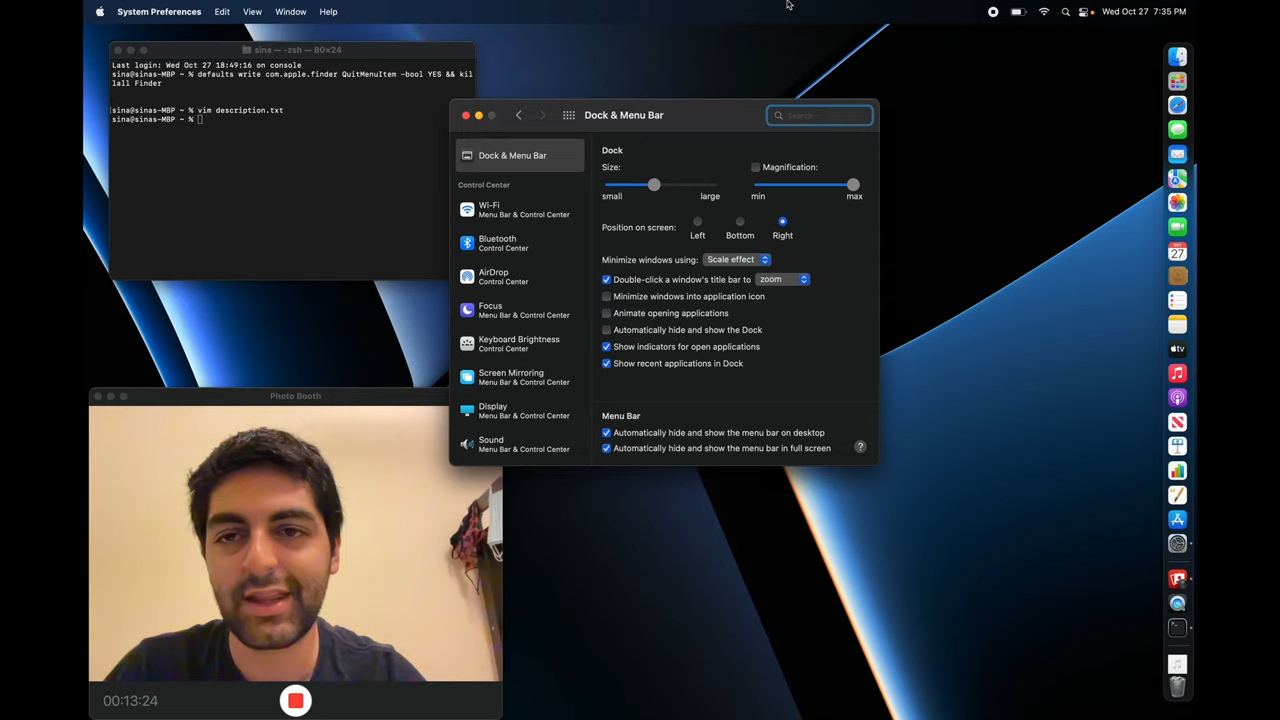 System Preferences Edit View Window Help
Wed Oct 27 7:35 PM
sina — -zsh — 80×24
Last login: Wed Oct 27 18:49:16 on console
sina@sinas-MBP ~ % defaults write com.apple.finder QuitMenuItem -bool YES && kil
lall Finder
[sina@sinas-MBP ~ % vim description.txt
sina@sinas-MBP ~ %
Dock & Menu Bar
Search
Dock & Menu Bar
Control Center
Wi-Fi
Menu Bar & Control Center
Bluetooth
Control Center
AirDrop
Control Center
Focus
Menu Bar & Control Center
Keyboard Brightness
Control Center
Screen Mirroring
Menu Bar & Control Center
Display
Menu Bar & Control Center
Sound
Menu Bar & Control Center
Dock
Size:
Magnification:
small large min max
Position on screen:
Left Bottom Right
Minimize windows using: Scale effect
Double-click a window's title bar to zoom
Minimize windows into application icon
Animate opening applications
Automatically hide and show the Dock
Show indicators for open applications
Show recent applications in Dock
Menu Bar
Automatically hide and show the menu bar on desktop
Automatically hide and show the menu bar in full screen
?
Photo Booth
00:13:24
OCT
27
tv